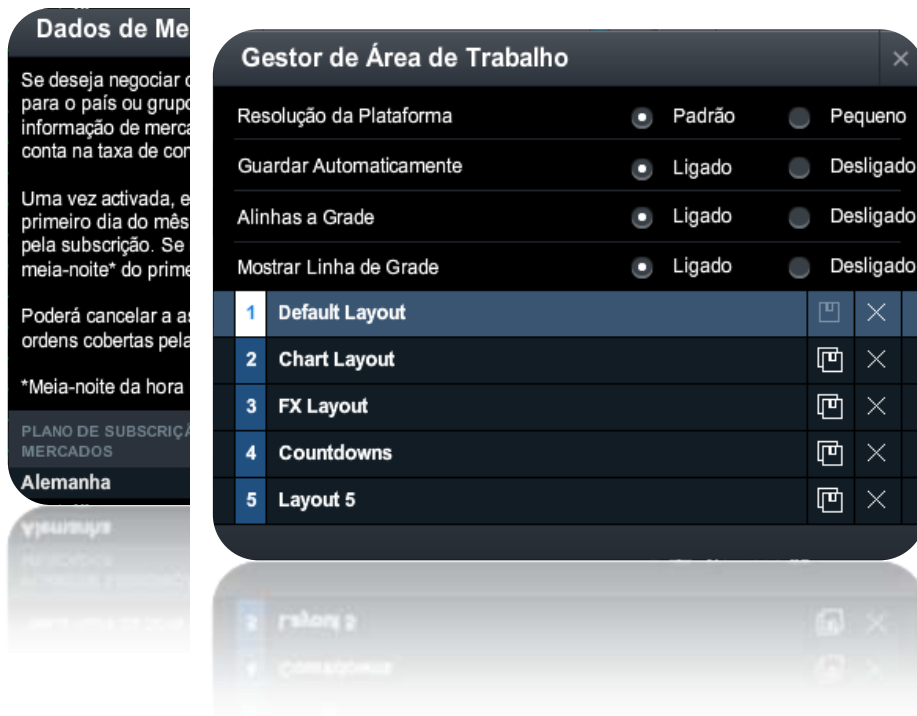 Dados de Me
Se deseja negociar
para o país ou grupo
informação de merca
conta na taxa de con
Uma vez activada, e
primeiro dia do mês
pela subscrição. Se
meia-noite* do prime
Poderá cancelar a as
ordens cobertas pela
*Meia-noite da hora
PLANO DE SUBSCRIÇÃ
MERCADOS
Alemanha
Gestor de Área de Trabalho
Resolução da Plataforma Padrão Pequeno
Guardar Automaticamente Ligado Desligado
Alinhas a Grade Ligado Desligado
Mostrar Linha de Grade Ligado Desligado
1 Default Layout
2 Chart Layout
3 FX Layout
4 Countdowns
5 Layout 5